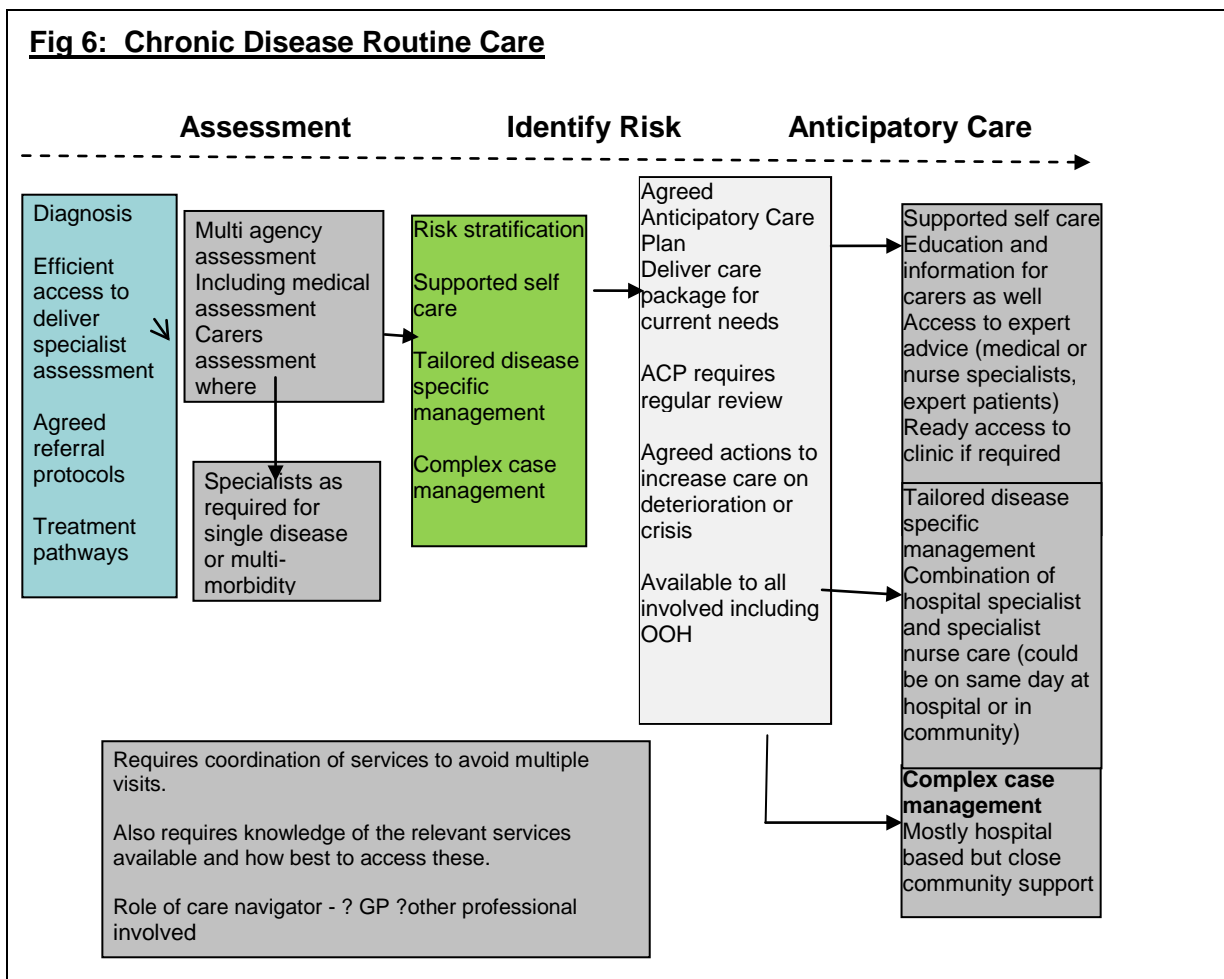 Fig 6:  Chronic Disease Routine Care
Assessment
Identify Risk
Anticipatory Care
Diagnosis
Efficient
access to
deliver
specialist
assessment
Agreed
referral
protocols
Treatment
pathways
Multi agency
assessment
Including medical
assessment
Carers
assessment
where
Specialists as
required for
single disease
or multi-
morbidity
Risk stratification
Supported self
care
Tailored disease
specific
management
Complex case
management
Agreed
Anticipatory Care
Plan
Deliver care
package for
current needs
ACP requires
regular review
Agreed actions to
increase care on
deterioration or
crisis
Available to all
involved including
OOH
Supported self care
Education and
information for
carers as well
Access to expert
advice (medical or
nurse specialists,
expert patients)
Ready access to
clinic if required
Tailored disease
specific
management
Combination of
hospital specialist
and specialist
nurse care (could
be on same day at
hospital or in
community)
Complex case
management
Mostly hospital
based but close
community support
Requires coordination of services to avoid multiple
visits.
Also requires knowledge of the relevant services
available and how best to access these.
Role of care navigator - ? GP ?other professional
involved